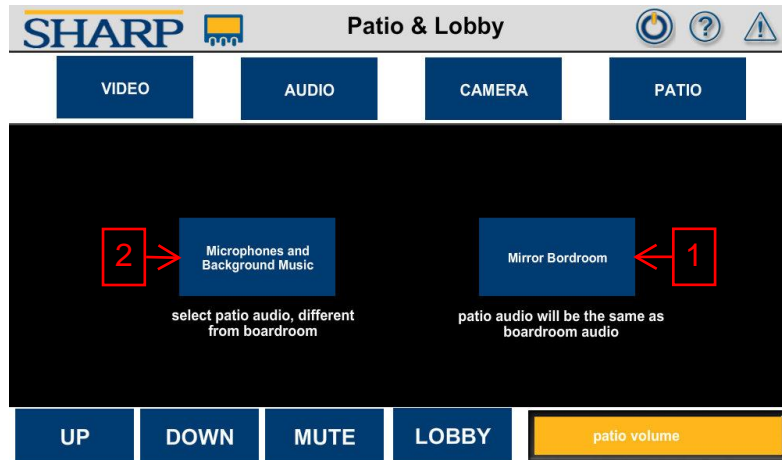 SHARP
Patio & Lobby
?
!
VIDEO
AUDIO
CAMERA
PATIO
2
Microphones and
Background Music
Mirror Bordroom
1
select patio audio, different
from boardroom
patio audio will be the same as
boardroom audio
UP
DOWN
MUTE
LOBBY
patio volume